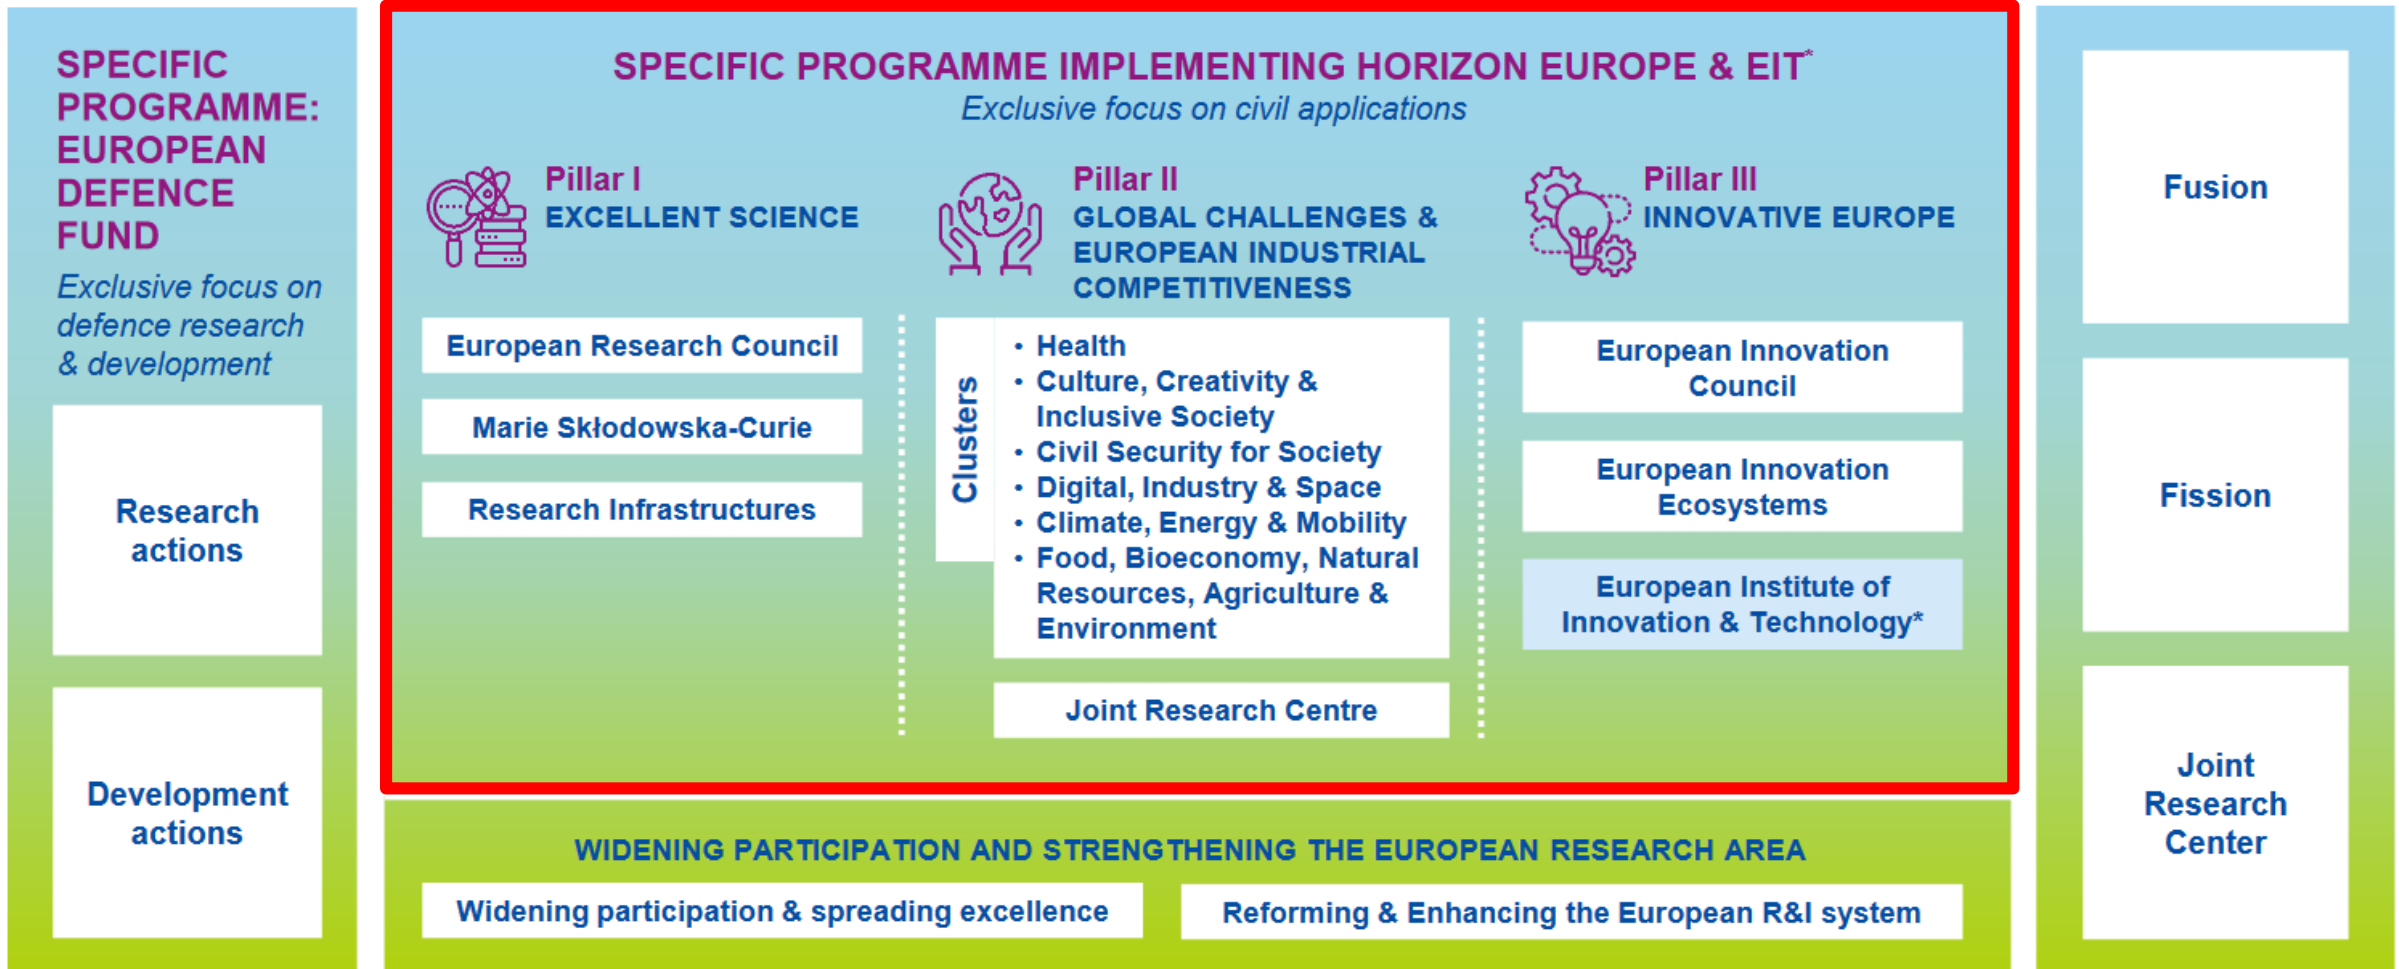 SPECIFIC
PROGRAMME:
EUROPEAN
DEFENCE
FUND
Exclusive focus on
defence research
& development
Research
actions
Development
actions
SPECIFIC PROGRAMME IMPLEMENTING HORIZON EUROPE & EIT*
Exclusive focus on civil applications
Pillar I
EXCELLENT SCIENCE
European Research Council
Marie Skłodowska-Curie
Research Infrastructures
Pillar II
GLOBAL CHALLENGES &
EUROPEAN INDUSTRIAL
COMPETITIVENESS
Clusters
• Health
• Culture, Creativity &
Inclusive Society
• Civil Security for Society
• Digital, Industry & Space
• Climate, Energy & Mobility
• Food, Bioeconomy, Natural
Resources, Agriculture &
Environment
Joint Research Centre
Pillar III
INNOVATIVE EUROPE
European Innovation
Council
European Innovation
Ecosystems
European Institute of
Innovation & Technology*
WIDENING PARTICIPATION AND STRENGTHENING THE EUROPEAN RESEARCH AREA
Widening participation & spreading excellence
Reforming & Enhancing the European R&I system
Fusion
Fission
Joint
Research
Center